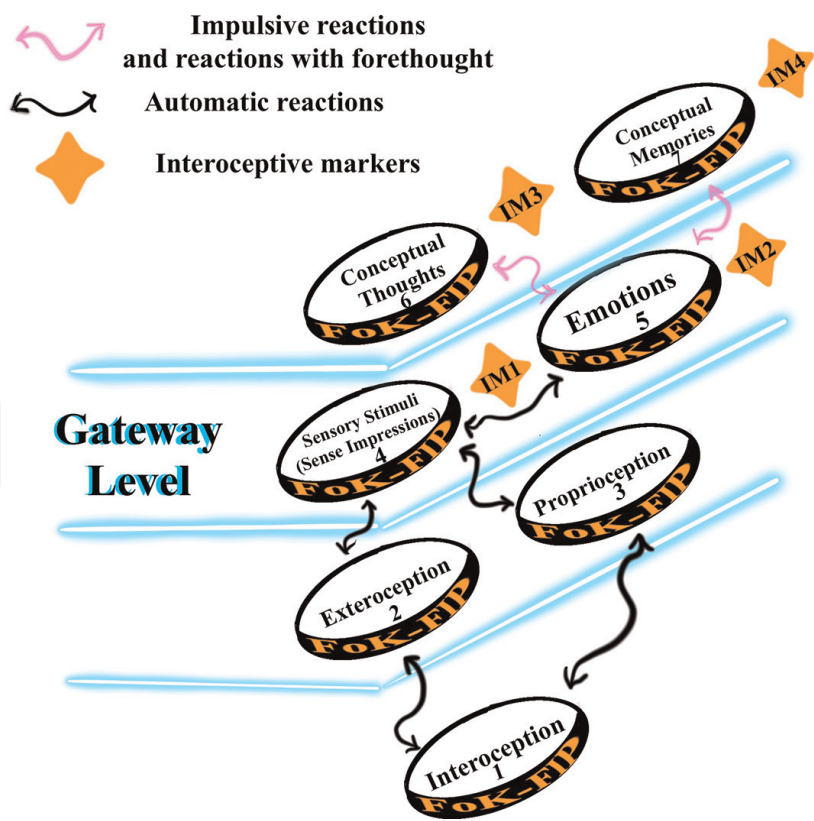 Impulsive reactions
and reactions with forethought
Automatic reactions
Interoceptive markers
IM4
Conceptual
Memories
7
FoK-FIP
IM3
Conceptual
Thoughts
6
FoK-FIP
IM2
Emotions
5
FoK-FIP
IM1
Gateway
Level
Sensory Stimuli
(Sense Impressions)
4
FoK-FIP
Proprioception
3
FoK-FIP
Exteroception
2
FoK-FIP
Interoception
1
FoK-FIP